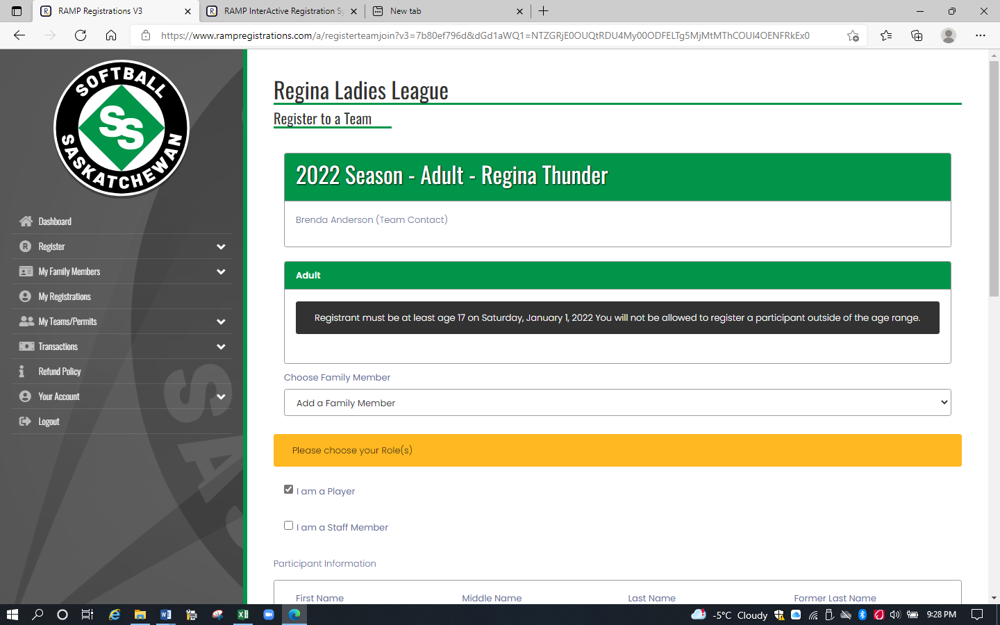 RAMP Registrations V3
RAMP InterActive Registration Sy
New tab
https://www.rampregistrations.com/a/registerteamjoin?v3=7b80ef796d&dGd1aWQ1=NTZGRjE0OUQtRDU4My00ODFELTg5MjMtMThCOUI4OENFRkEx0
SOFTBALL
SS
SASKATCHEWAN
Dashboard
Register
My Family Members
My Registrations
My Teams/Permits
Transactions
Refund Policy
Your Account
Logout
Regina Ladies League
Register to a Team
2022 Season - Adult - Regina Thunder
Brenda Anderson (Team Contact)
Adult
Registrant must be at least age 17 on Saturday, January 1, 2022 You will not be allowed to register a participant outside of the age range.
Choose Family Member
Add a Family Member
Please choose your Role(s)
I am a Player
I am a Staff Member
Participant Information
First Name
Middle Name
Last Name
Former Last Name
-5°C Cloudy
9:28 PM